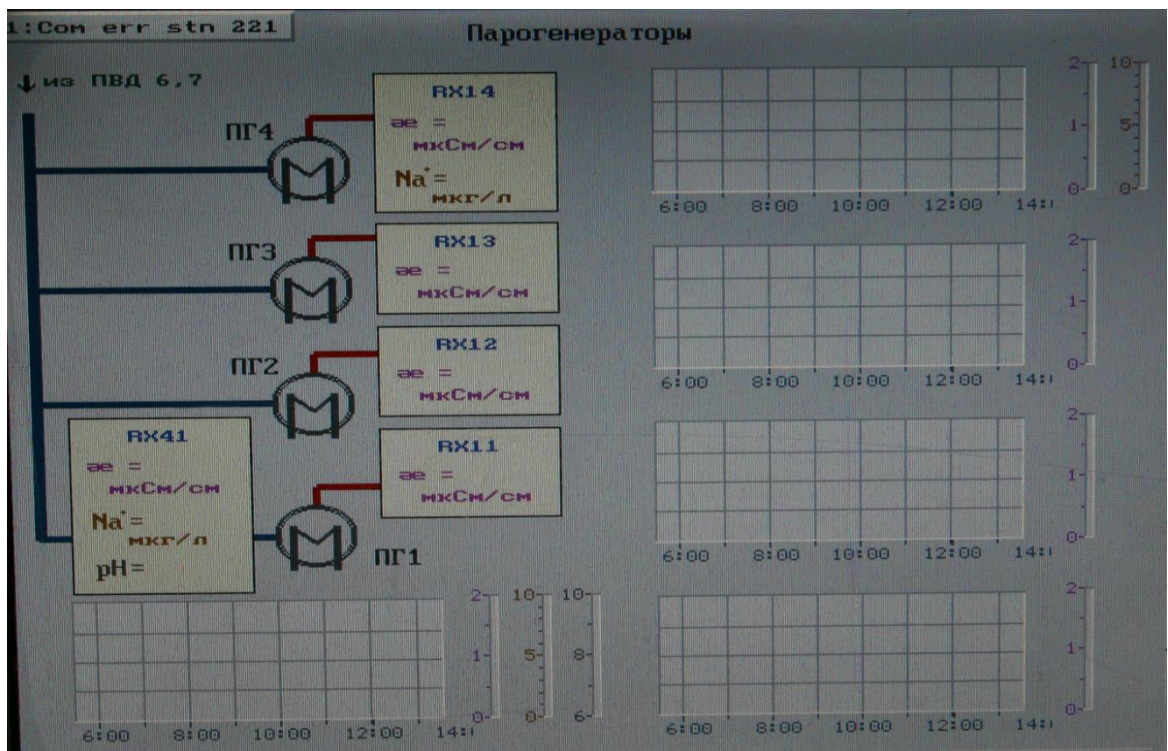 1:Com err stn 221
Парогенераторы
из ПВД 6,7
ПГ4
RX14
æ =
мкСм/см
Na⁺=
мкг/л
ПГ3
RX13
æ =
мкСм/см
ПГ2
RX12
æ =
мкСм/см
RX41
æ =
мкСм/см
Na⁺=
мкг/л
pH=
RX11
æ =
мкСм/см
ПГ1
2 10
1 5
0 0
6:00 8:00 10:00 12:00 14:
2
1
0
6:00 8:00 10:00 12:00 14:
2
1
0
6:00 8:00 10:00 12:00 14:
2 10 10
1 5 8
0 0 6
6:00 8:00 10:00 12:00 14:
2
1
0
6:00 8:00 10:00 12:00 14: